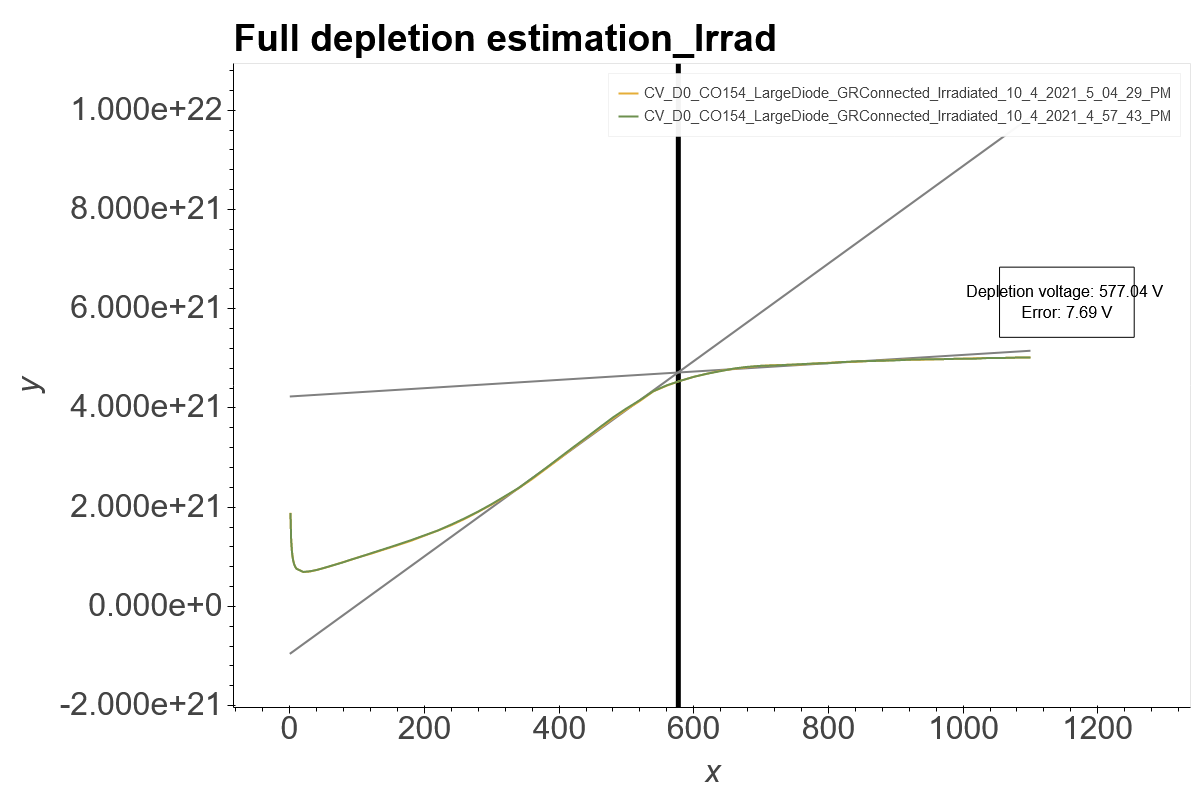 Full depletion estimation_Irrad
CV_D0_CO154_LargeDiode_GRConnected_Irradiated_10_4_2021_5_04_29_PM
CV_D0_CO154_LargeDiode_GRConnected_Irradiated_10_4_2021_4_57_43_PM
1.000e+22
8.000e+21
6.000e+21
4.000e+21
2.000e+21
0.000e+0
-2.000e+21
y
Depletion voltage: 577.04 V
Error: 7.69 V
0 200 400 600 800 1000 1200
x